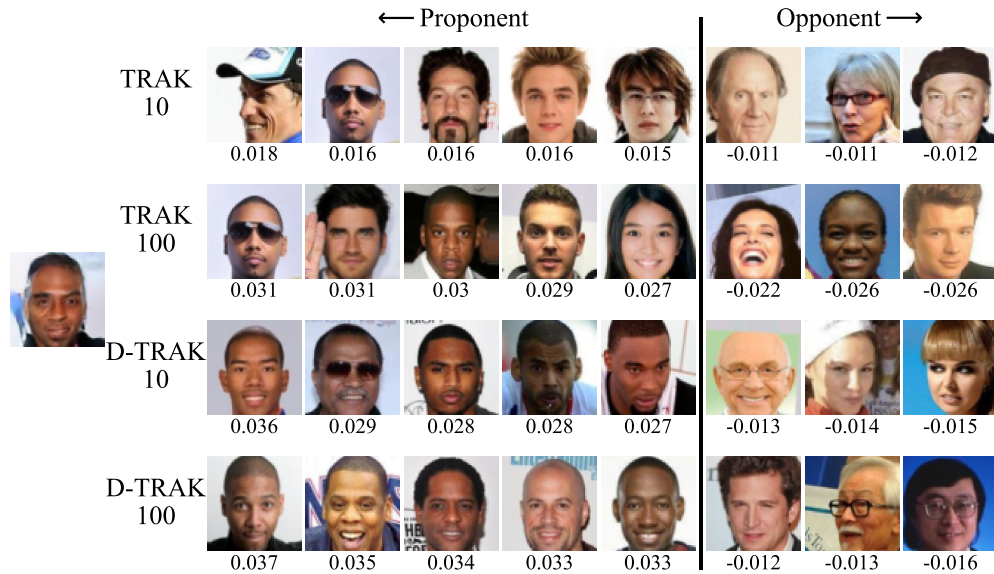 ← Proponent
Opponent →
TRAK
10
0.018 0.016 0.016 0.016 0.015 -0.011 -0.011 -0.012
TRAK
100
0.031 0.031 0.03 0.029 0.027 -0.022 -0.026 -0.026
D-TRAK
10
0.036 0.029 0.028 0.028 0.027 -0.013 -0.014 -0.015
D-TRAK
100
0.037 0.035 0.034 0.033 0.033 -0.012 -0.013 -0.016